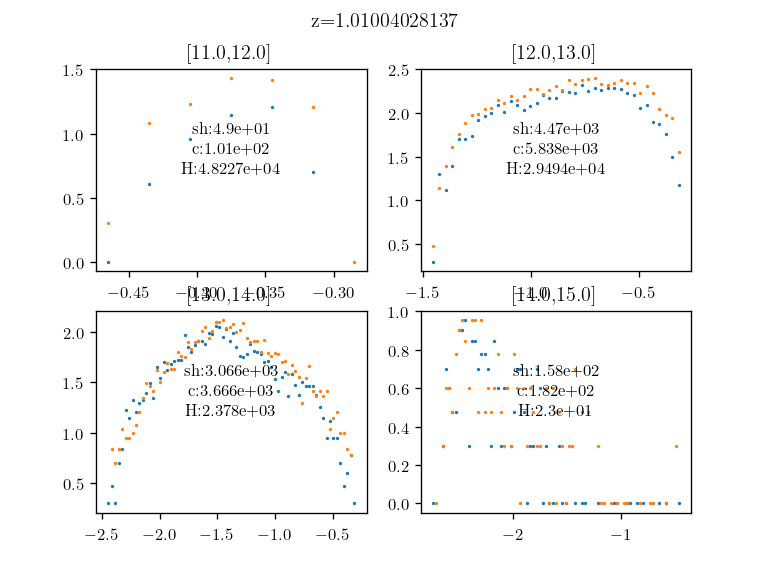 z=1.01004028137
[11.0,12.0]
[12.0,13.0]
1.5
1.0
0.5
0.0
sh:4.9e+01
c:1.01e+02
H:4.8227e+04
−0.45
−0.35
−0.30
2.5
2.0
1.5
1.0
0.5
sh:4.47e+03
c:5.838e+03
H:2.9494e+04
−1.5
−1.0
−0.5
[13.0,14.0]
[14.0,15.0]
2.0
1.5
1.0
0.5
sh:3.066e+03
c:3.666e+03
H:2.378e+03
−2.5
−2.0
−1.5
−1.0
−0.5
1.0
0.8
0.6
0.4
0.2
0.0
sh:1.58e+02
c:1.82e+02
H:2.3e+01
−2
−1